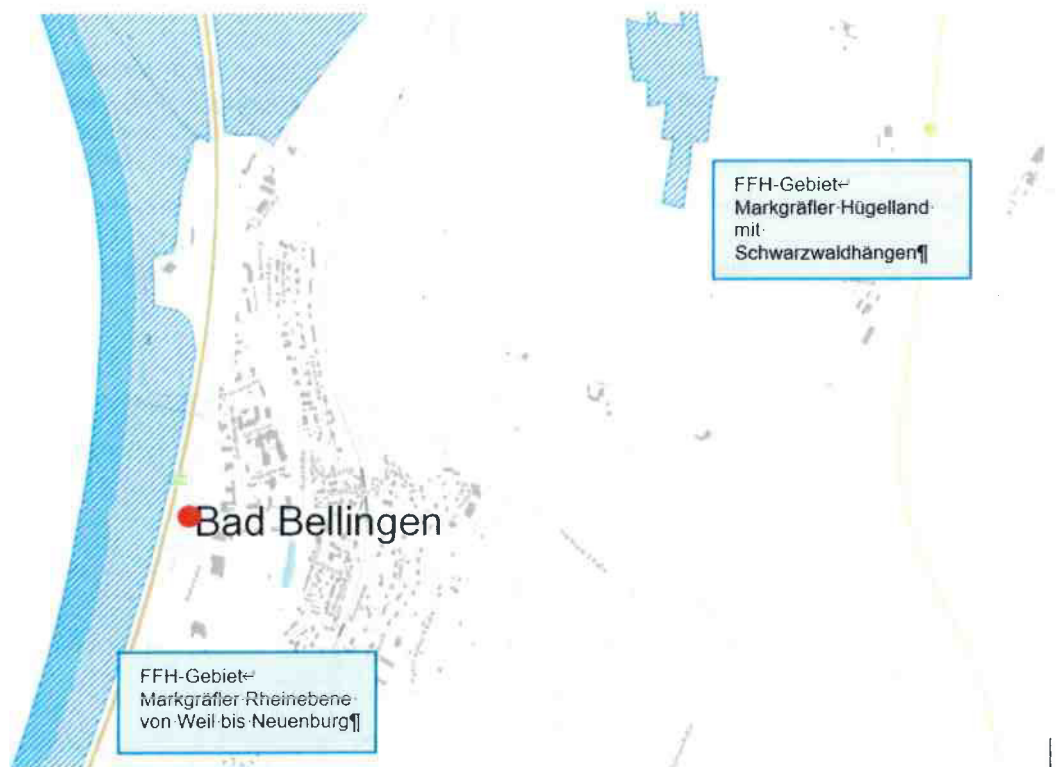 FFH-Gebiet↵
Markgräfler·Hügelland·
mit·
Schwarzwaldhängen¶
Bad Bellingen
FFH-Gebiet↵
Markgräfler·Rheinebene·
von·Weil·bis·Neuenburg¶